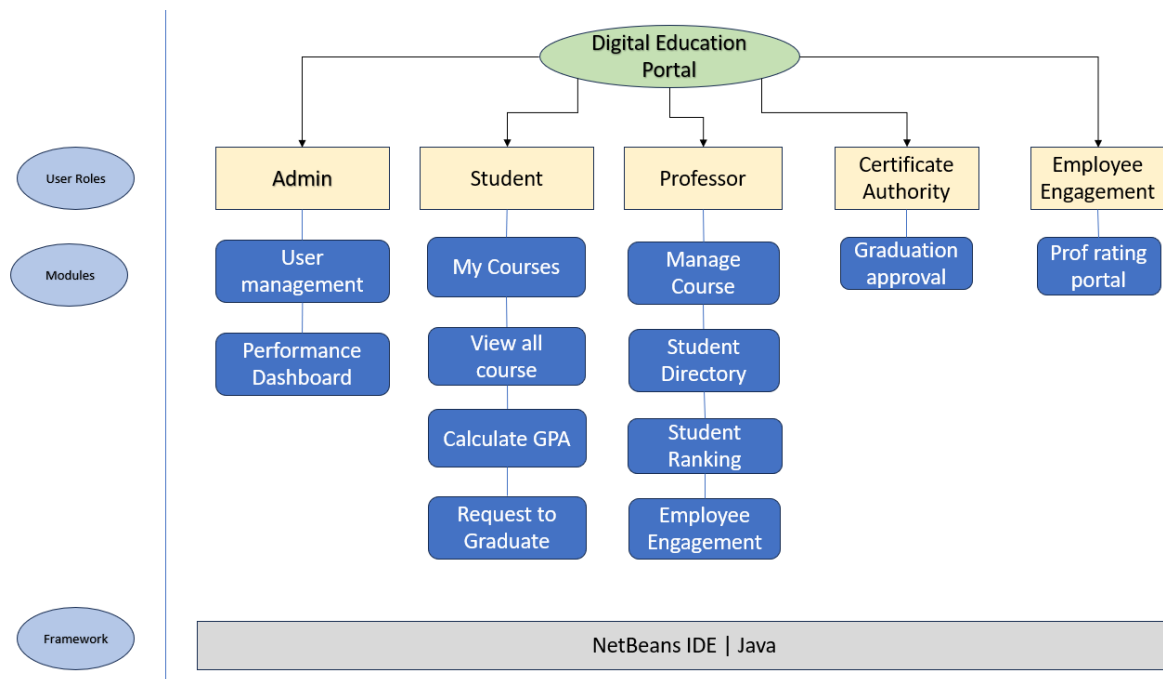 Digital Education
Portal
User Roles
Admin
Student
Professor
Certificate
Authority
Employee
Engagement
Modules
User
management
My Courses
Manage
Course
Graduation
approval
Prof rating
portal
Performance
Dashboard
View all
course
Student
Directory
Calculate GPA
Student
Ranking
Request to
Graduate
Employee
Engagement
Framework
NetBeans IDE | Java